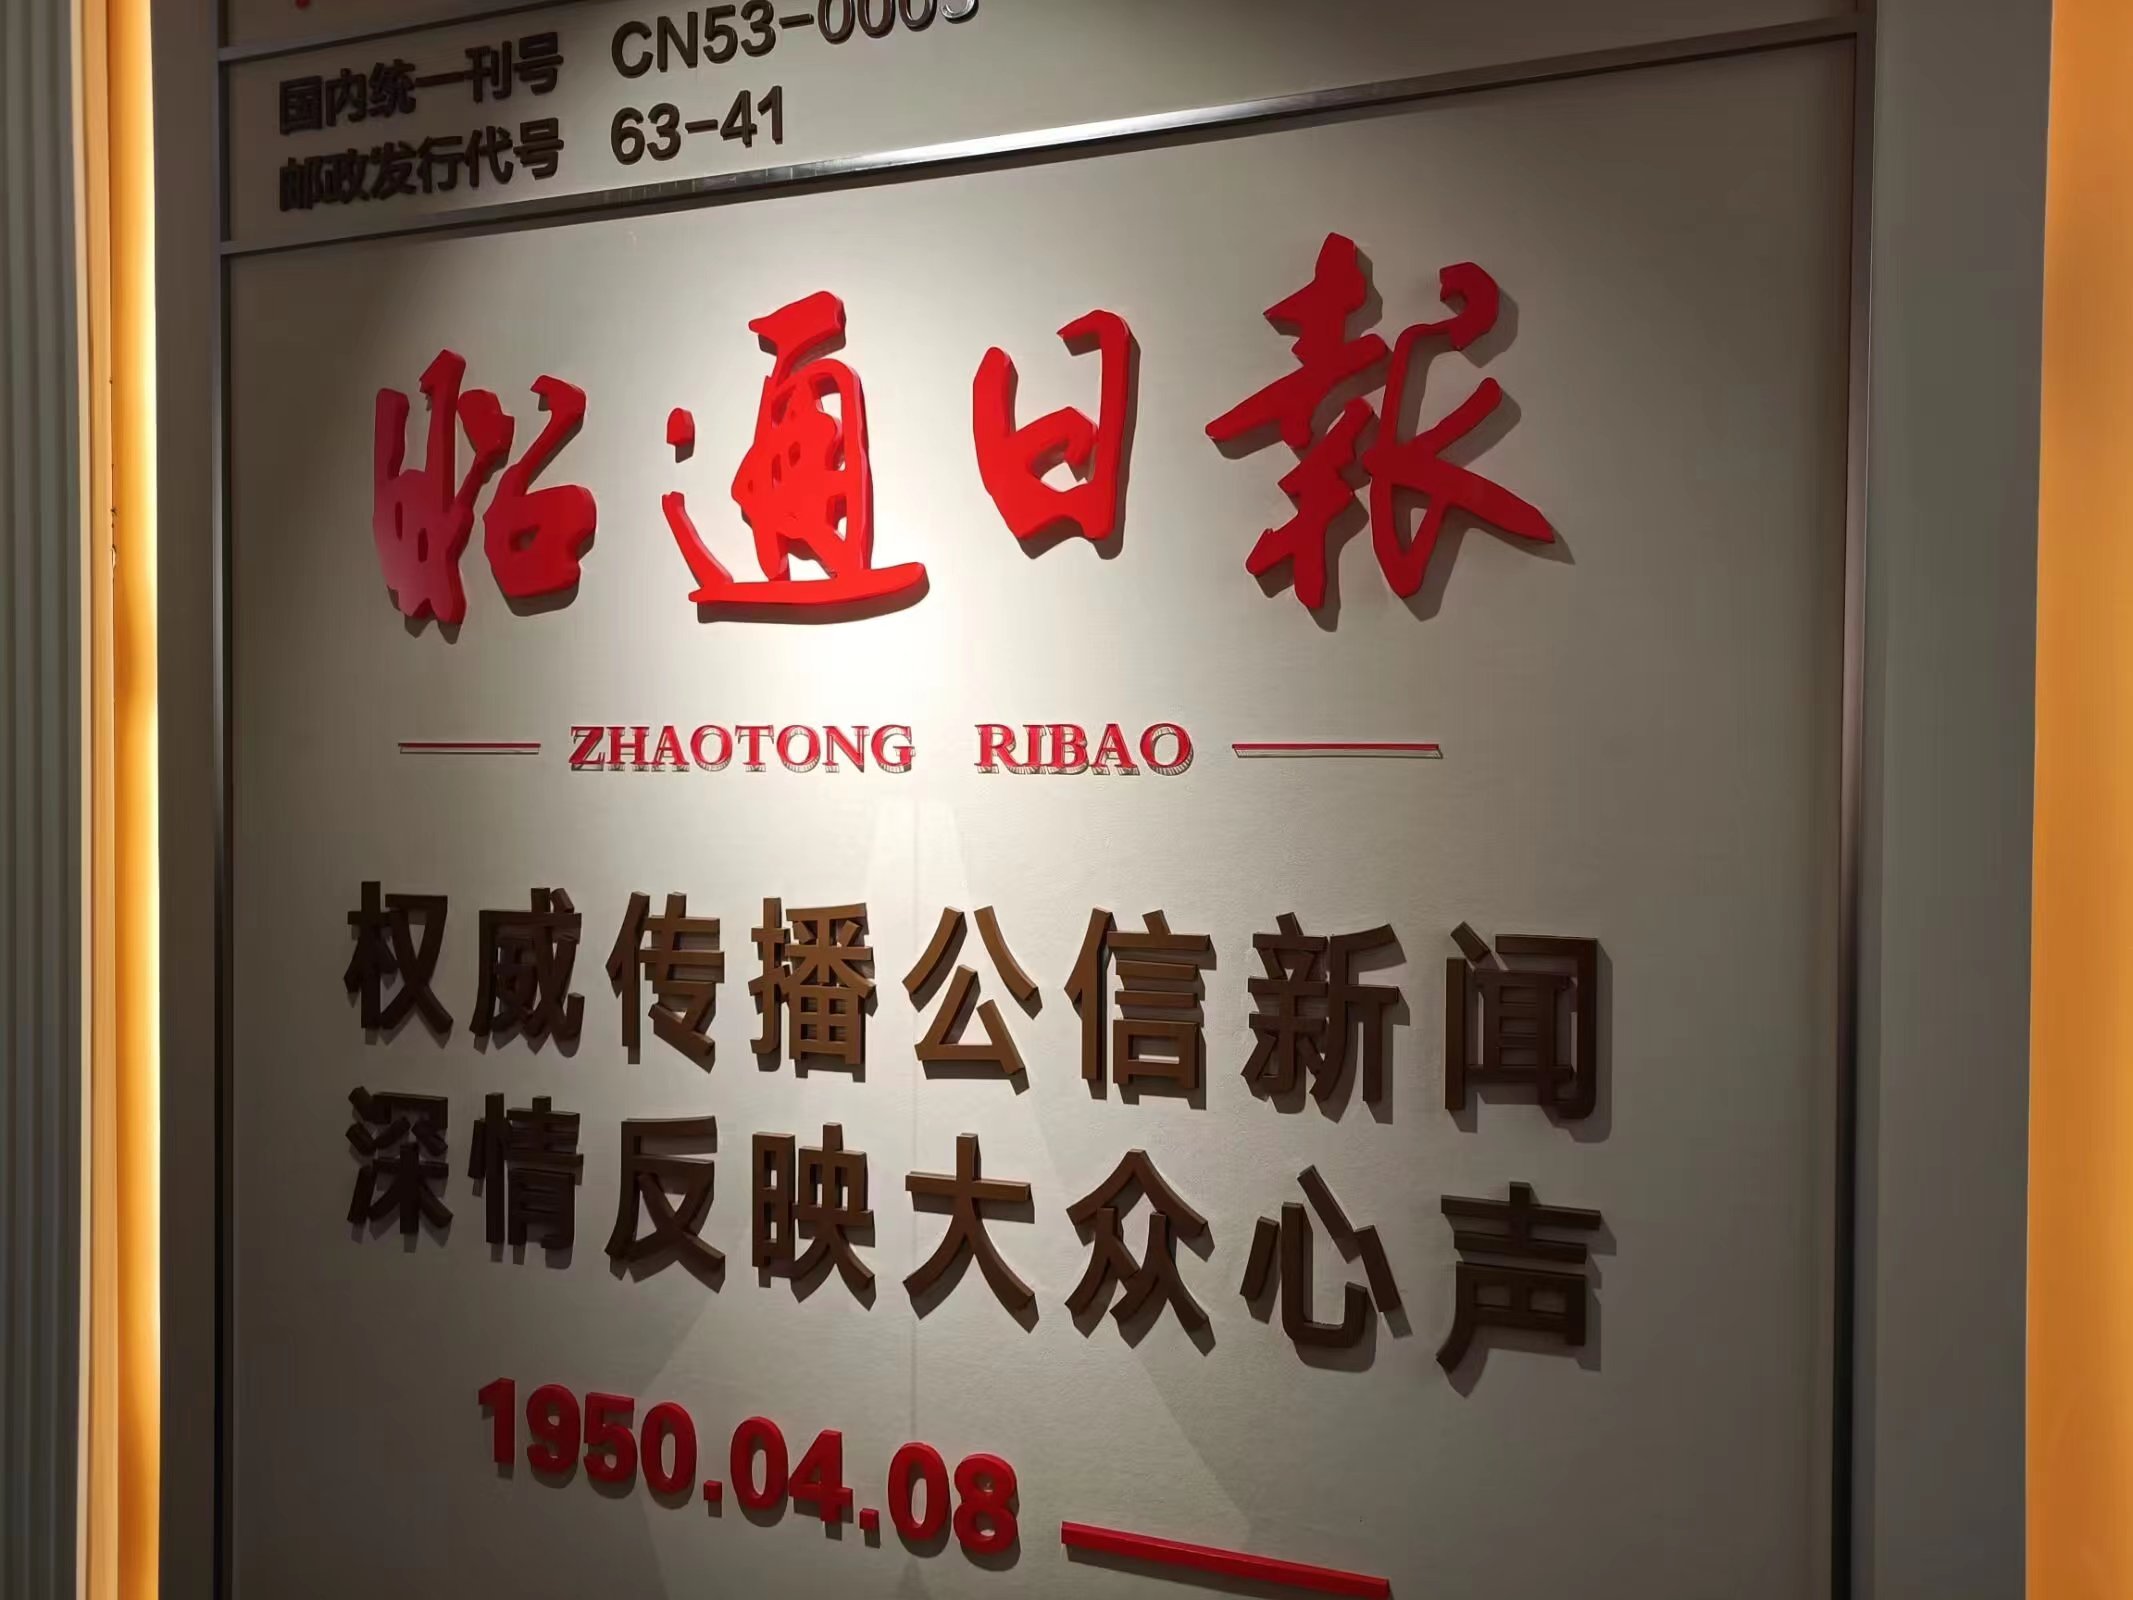 国内统一刊号 CN53-0005
邮政发行代号 63-41
昭通日報
ZHAOTONG RIBAO
权威传播公信新闻
深情反映大众心声
1950.04.08